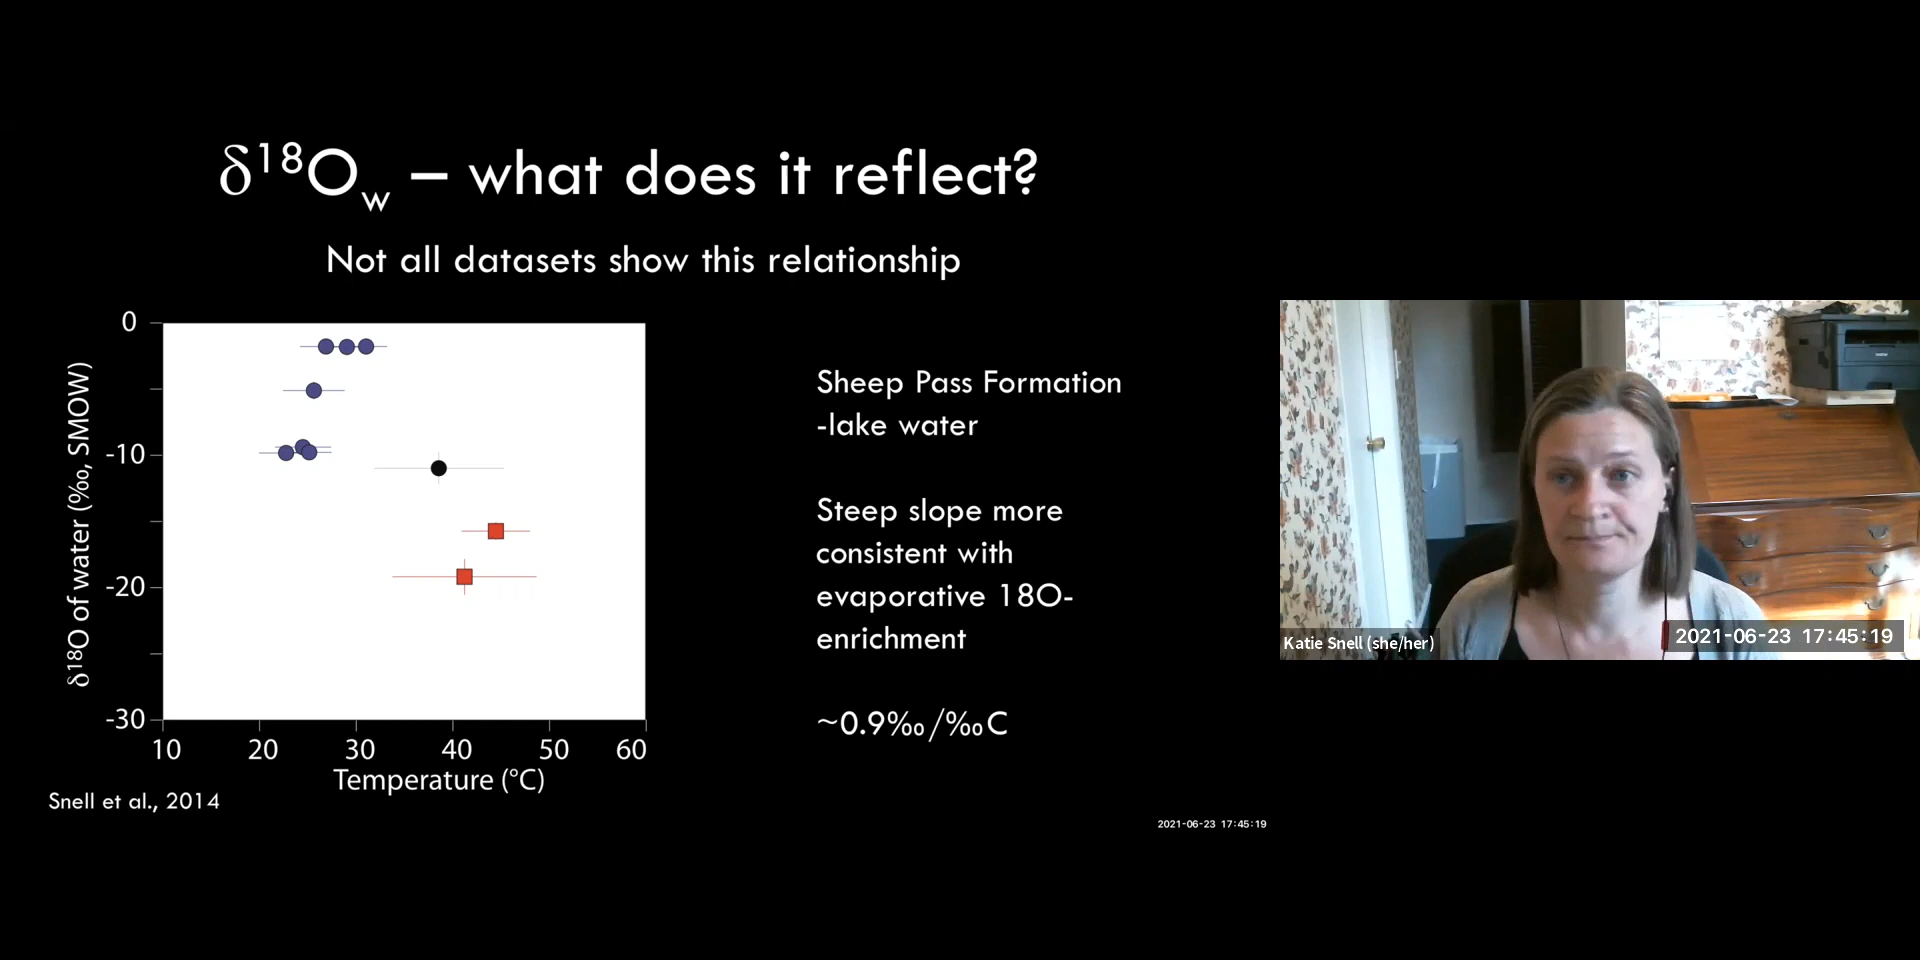 δ18Ow – what does it reflect?
Not all datasets show this relationship
0
-10
-20
-30
δ18O of water (‰, SMOW)
10 20 30 40 50 60
Temperature (°C)
Snell et al., 2014
Sheep Pass Formation
-lake water
Steep slope more
consistent with
evaporative 18O-
enrichment
~0.9‰/‰C
2021-06-23 17:45:19
Katie Snell (she/her)
2021-06-23 17:45:19